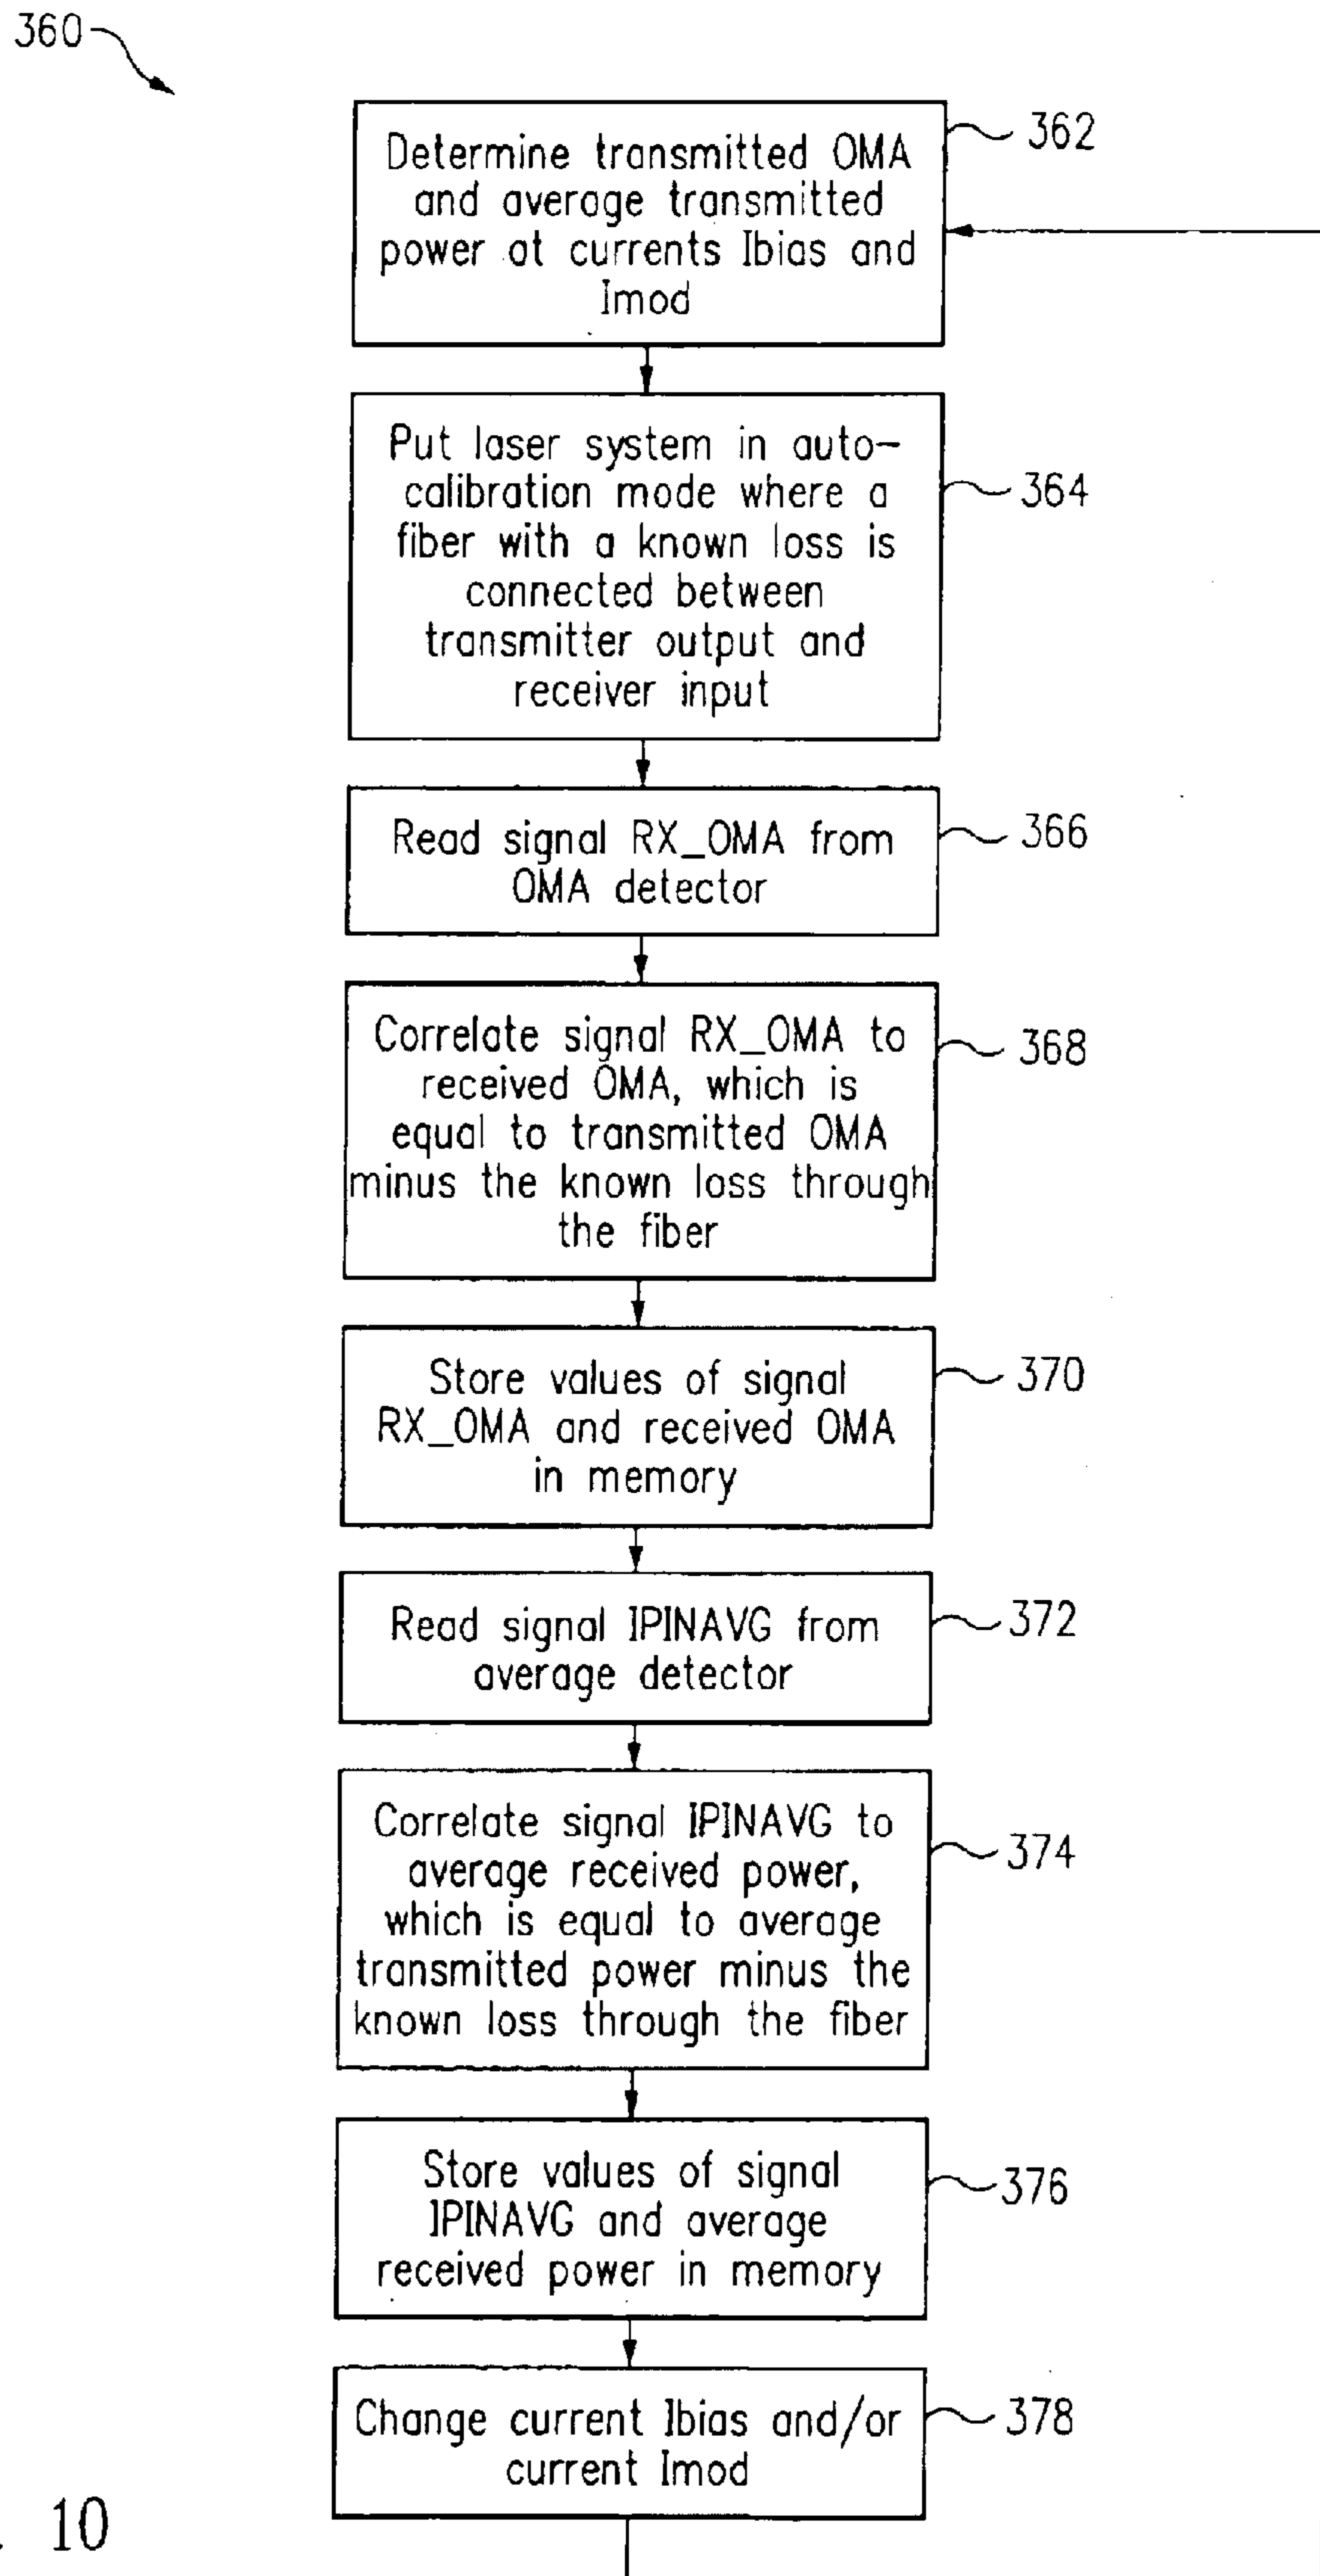 360
362
Determine transmitted OMA
and average transmitted
power at currents Ibias and
Imod
Put laser system in auto-
calibration mode where a
fiber with a known loss is
connected between
transmitter output and
receiver input
364
Read signal RX_OMA from
OMA detector
366
Correlate signal RX_OMA to
received OMA, which is
equal to transmitted OMA
minus the known loss through
the fiber
368
Store values of signal
RX_OMA and received OMA
in memory
370
Read signal IPINAVG from
average detector
372
Correlate signal IPINAVG to
average received power,
which is equal to average
transmitted power minus the
known loss through the fiber
374
Store values of signal
IPINAVG and average
received power in memory
376
Change current Ibias and/or
current Imod
378
. 10